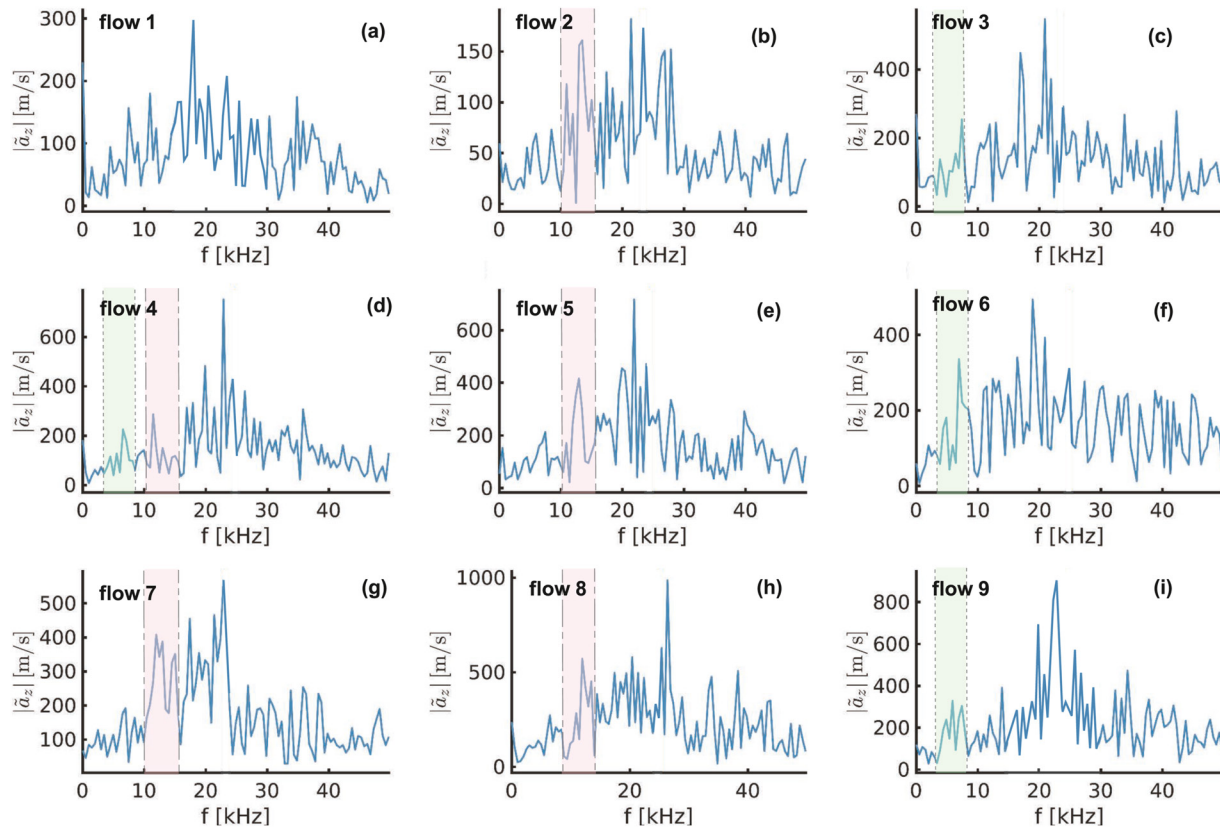 flow 1
(a)
300
200
100
0
|ã_z| [m/s]
0 10 20 30 40
f [kHz]
flow 2
(b)
150
100
50
0
|ã_z| [m/s]
0 10 20 30 40
f [kHz]
flow 3
(c)
400
200
0
|ã_z| [m/s]
0 10 20 30 40
f [kHz]
flow 4
(d)
600
400
200
0
|ã_z| [m/s]
0 10 20 30 40
f [kHz]
flow 5
(e)
600
400
200
0
|ã_z| [m/s]
0 10 20 30 40
f [kHz]
flow 6
(f)
400
200
0
|ã_z| [m/s]
0 10 20 30 40
f [kHz]
flow 7
(g)
500
400
300
200
100
|ã_z| [m/s]
0 10 20 30 40
f [kHz]
flow 8
(h)
1000
500
0
|ã_z| [m/s]
0 10 20 30 40
f [kHz]
flow 9
(i)
800
600
400
200
0
|ã_z| [m/s]
0 10 20 30 40
f [kHz]